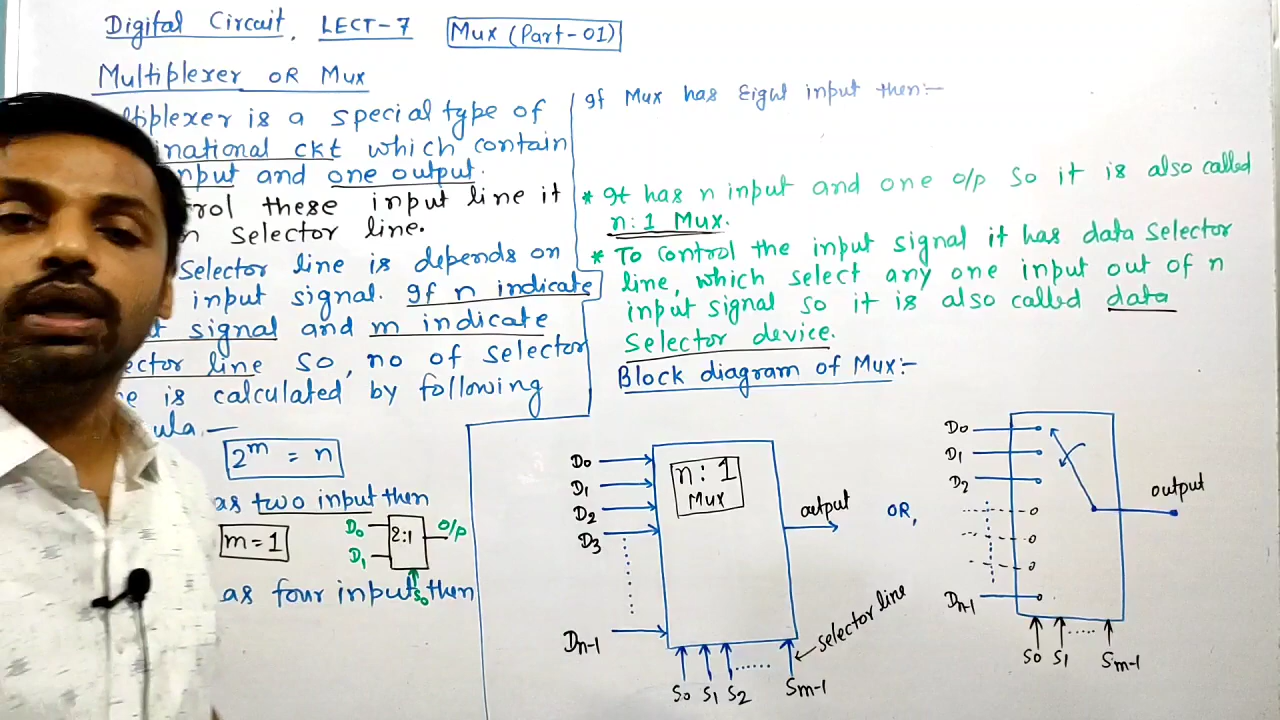 Digital Circuit, LECT-7 Mux (Part-01)
Multiplexer OR Mux
tiplexer is a special type of
inational ckt which contain
nput and one output.
rol these input line it
n selector line.
Selector line is depends on
input signal. If n indicate
t signal and m indicate
ector line so, no of selector
e is calculated by following
ula,—
2^m = n
as two input then
m = 1
D0
D1
2:1
O/P
S0
as four input then
If Mux has Eight input then:-
* It has n input and one o/p so it is also called
n:1 Mux.
* To control the input signal it has data selector
line, which select any one input out of n
input signal so it is also called data
selector device.
Block diagram of Mux:-
D0
D1
D2
D3
Dn-1
n:1
Mux
output
S0 S1 S2 ...... Sm-1
selector line
OR,
D0
D1
D2
Dn-1
output
S0 S1 ...... Sm-1